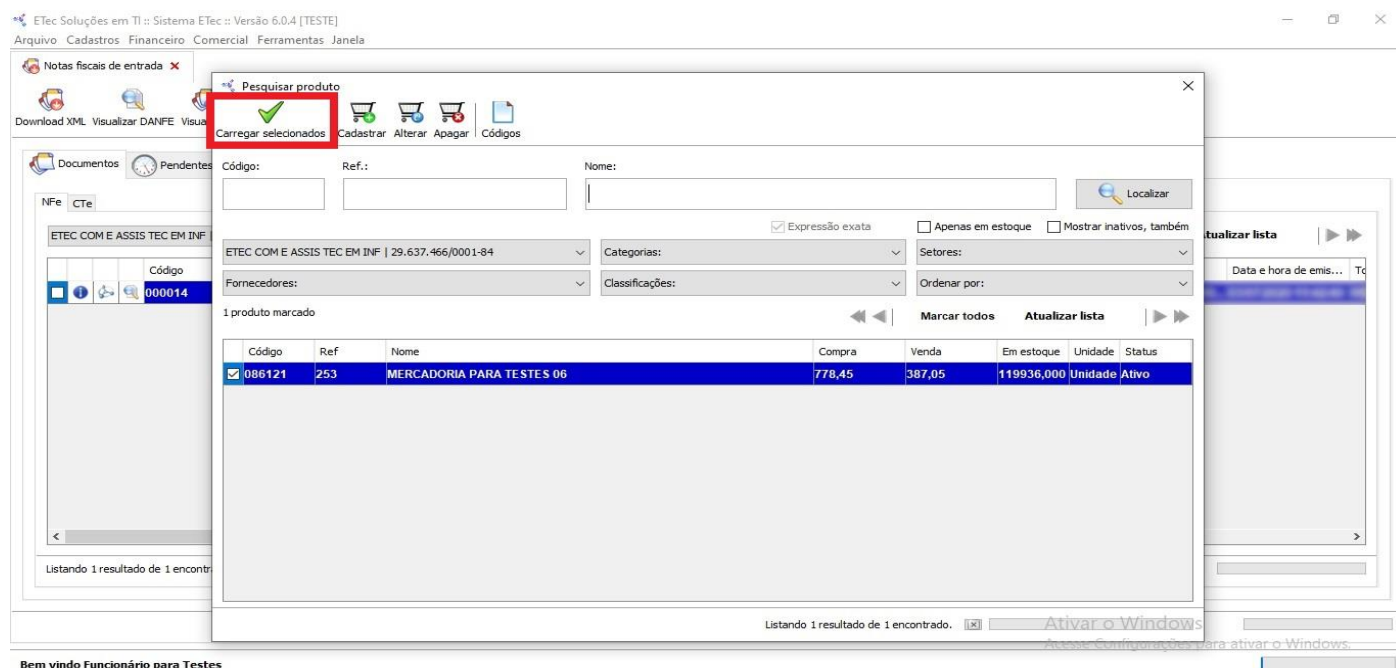 ETec Soluções em TI :: Sistema ETec :: Versão 6.0.4 [TESTE]
Arquivo Cadastros Financeiro Comercial Ferramentas Janela
Notas fiscais de entrada
Pesquisar produto
Download XML Visualizar DANFE Visua
Carregar selecionados Cadastrar Alterar Apagar Códigos
Documentos Pendentes
Código: Ref.: Nome:
Localizar
NFe CTe
Expressão exata Apenas em estoque Mostrar inativos, também
ETEC COM E ASSIS TEC EM INF |
ETEC COM E ASSIS TEC EM INF | 29.637.466/0001-84 Categorias: Setores:
tualizar lista
Código
Fornecedores: Classificações: Ordenar por:
Data e hora de emis... To
000014
1 produto marcado
Marcar todos Atualizar lista
Código Ref Nome Compra Venda Em estoque Unidade Status
086121 253 MERCADORIA PARA TESTES 06 778,45 387,05 119936,000 Unidade Ativo
Listando 1 resultado de 1 encontr
Listando 1 resultado de 1 encontrado.
Ativar o Windows
Acesse Configurações para ativar o Windows.
Bem vindo Funcionário para Testes